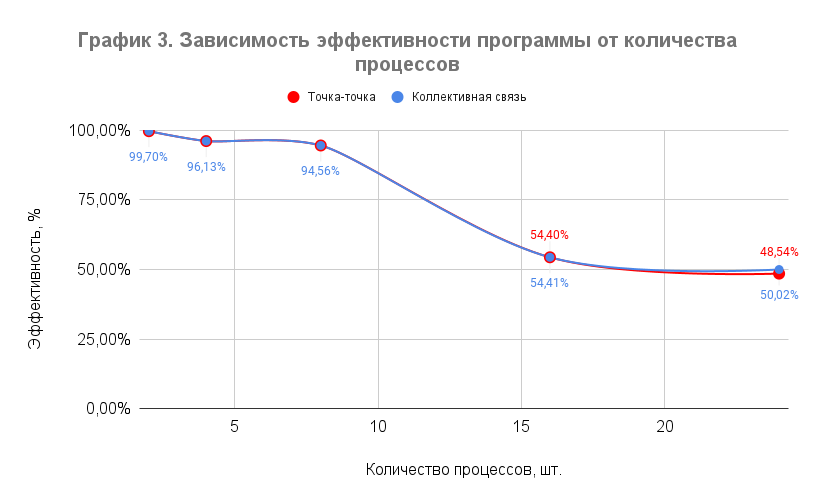 График 3. Зависимость эффективности программы от количества
процессов
Точка-точка
Коллективная связь
Эффективность, %
100,00%
75,00%
50,00%
25,00%
0,00%
99,70%
96,13%
94,56%
54,40%
54,41%
48,54%
50,02%
5
10
15
20
Количество процессов, шт.